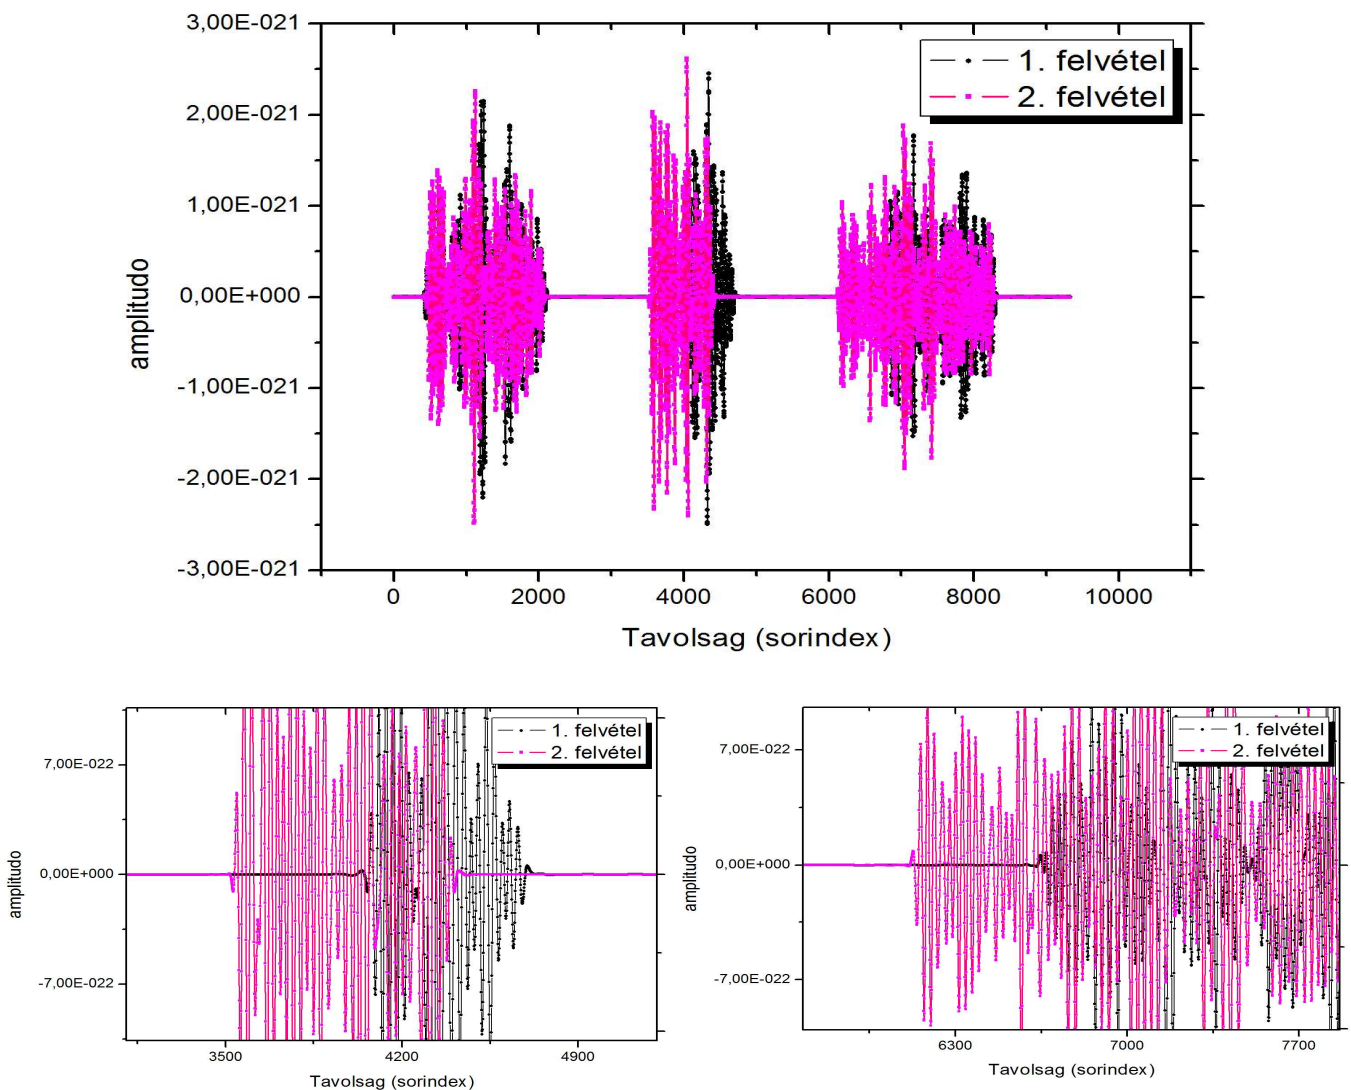 3,00E-021
2,00E-021
1,00E-021
0,00E+000
-1,00E-021
-2,00E-021
-3,00E-021
amplitudo
1. felvétel
2. felvétel
0 2000 4000 6000 8000 10000
Tavolsag (sorindex)
7,00E-022
0,00E+000
-7,00E-022
amplitudo
1. felvétel
2. felvétel
3500 4200 4900
Tavolsag (sorindex)
7,00E-022
0,00E+000
-7,00E-022
amplitudo
1. felvétel
2. felvétel
6300 7000 7700
Tavolsag (sorindex)